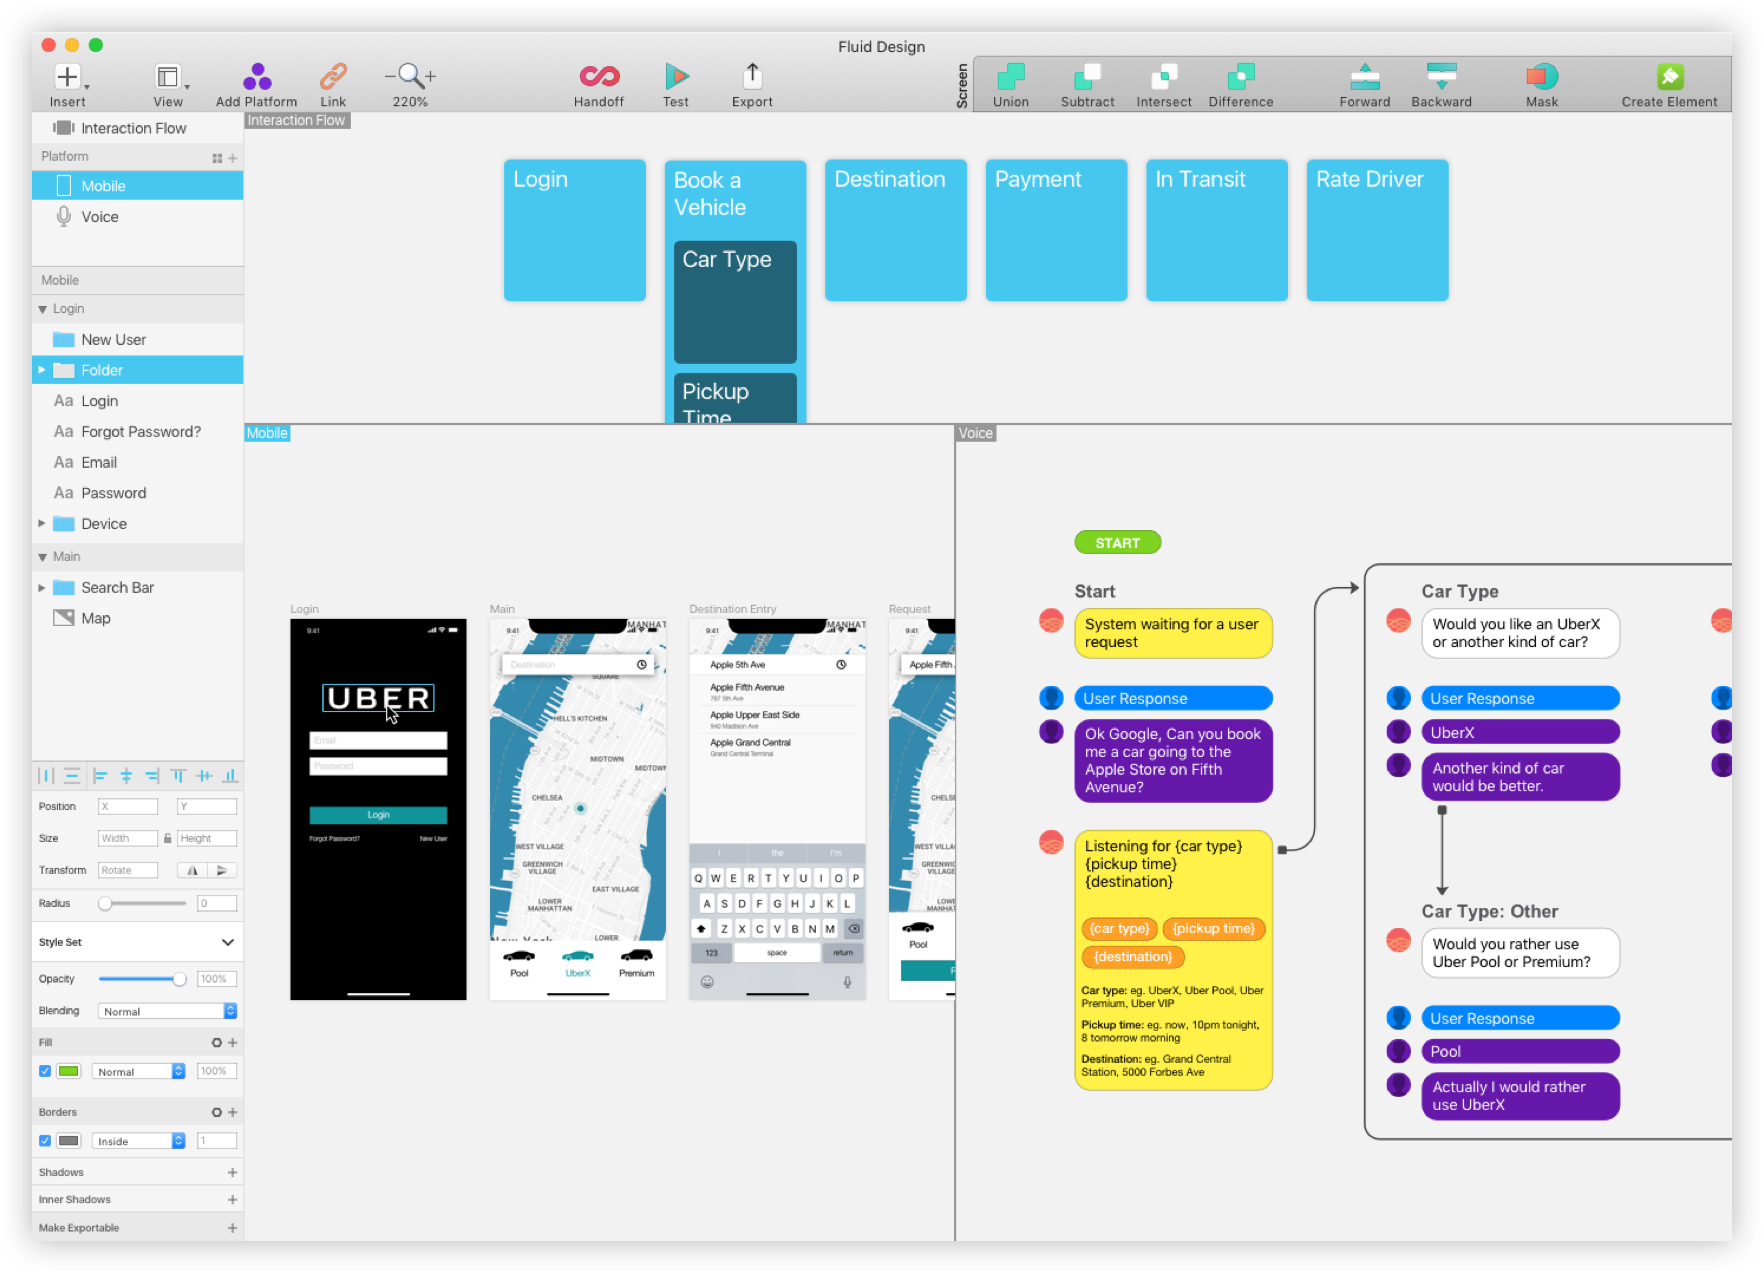 Fluid Design
Insert
View
Add Platform
Link
220%
Handoff
Test
Export
Screen
Union
Subtract
Intersect
Difference
Forward
Backward
Mask
Create Element
Interaction Flow
Platform
Mobile
Voice
Mobile
Login
New User
Folder
Aa Login
Aa Forgot Password?
Aa Email
Aa Password
Device
Main
Search Bar
Map
Position X Y
Size Width Height
Transform Rotate
Radius 0
Style Set
Opacity 100%
Blending Normal
Fill
Normal 100%
Borders
Inside 1
Shadows
Inner Shadows
Make Exportable
Interaction Flow
Login
Book a
Vehicle
Car Type
Pickup
Time
Destination
Payment
In Transit
Rate Driver
Mobile
Login
9:41
UBER
Email
Password
Login
Forgot Password?
New User
Main
MANHAT
9:41
Destination
SQUARE
HELL'S KITCHEN
MIDTOWN
MIDTOWN
CHELSEA
WEST VILLAGE
GREENWICH
VILLAGE
EAST VILLAGE
LOWER
MANHATTAN
New York
LOWER
Pool
UberX
Premium
Destination Entry
MANHAT
9:41
Apple 5th Ave
Apple Fifth Avenue
767 5th Ave
Apple Upper East Side
940 Madison Ave
Apple Grand Central
Grand Central Terminal
I the I'm
Q W E R T Y U I O P
A S D F G H J K L
Z X C V B N M
123 space return
Request
9:41
Apple Fifth
CHELS
WEST VILLAGE
GREENWIC
VILLAGE
LOWER
MANHA
Pool
Voice
START
Start
System waiting for a user
request
User Response
Ok Google, Can you book
me a car going to the
Apple Store on Fifth
Avenue?
Listening for {car type}
{pickup time}
{destination}
{car type} {pickup time}
{destination}
Car type: eg. UberX, Uber Pool, Uber
Premium, Uber VIP
Pickup time: eg. now, 10pm tonight,
8 tomorrow morning
Destination: eg. Grand Central
Station, 5000 Forbes Ave
Car Type
Would you like an UberX
or another kind of car?
User Response
UberX
Another kind of car
would be better.
Car Type: Other
Would you rather use
Uber Pool or Premium?
User Response
Pool
Actually I would rather
use UberX